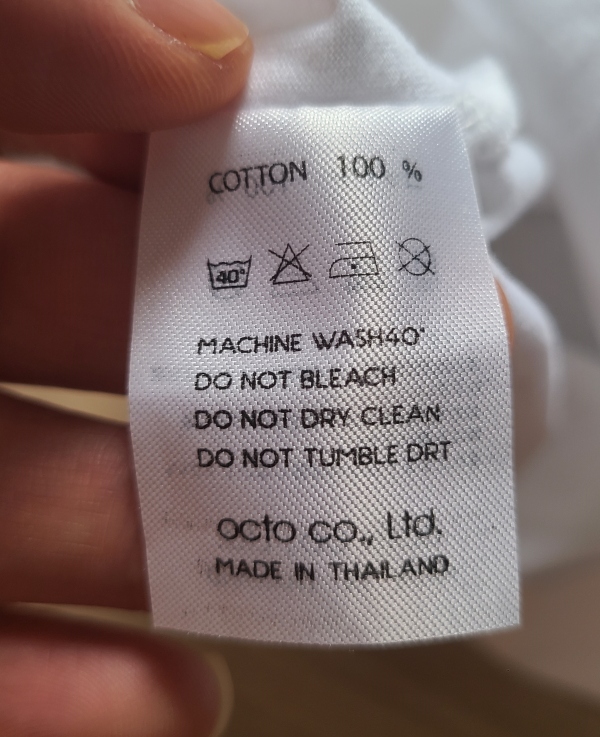 COTTON 100 %
40°
MACHINE WASH40°
DO NOT BLEACH
DO NOT DRY CLEAN
DO NOT TUMBLE DRT
octo co., Ltd.
MADE IN THAILAND